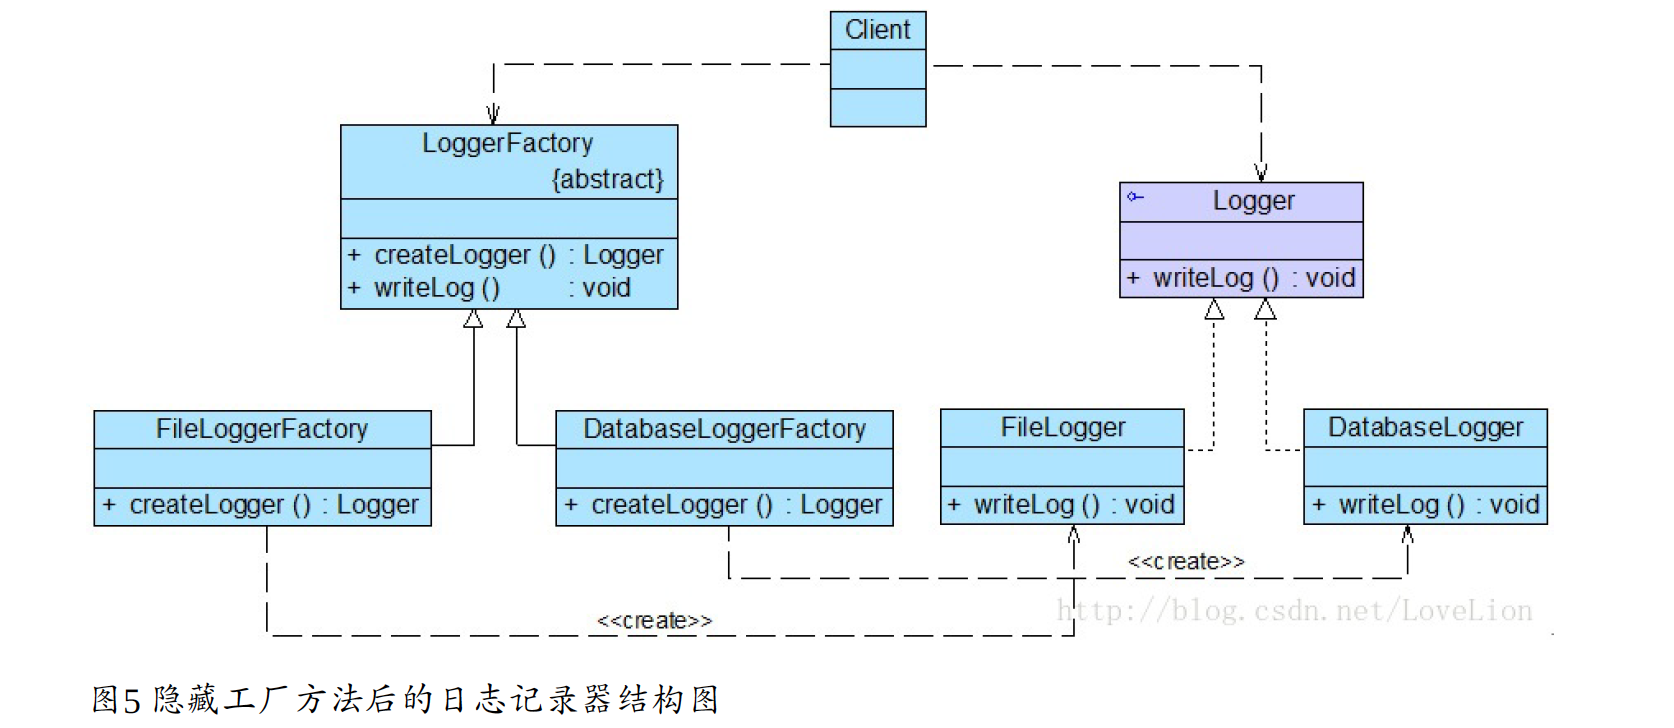 Client
LoggerFactory
{abstract}
+ createLogger () : Logger
+ writeLog () : void
Logger
+ writeLog () : void
FileLoggerFactory
+ createLogger () : Logger
DatabaseLoggerFactory
+ createLogger () : Logger
FileLogger
+ writeLog () : void
DatabaseLogger
+ writeLog () : void
<<create>>
<<create>>
http://blog.csdn.net/LoveLion
图5 隐藏工厂方法后的日志记录器结构图